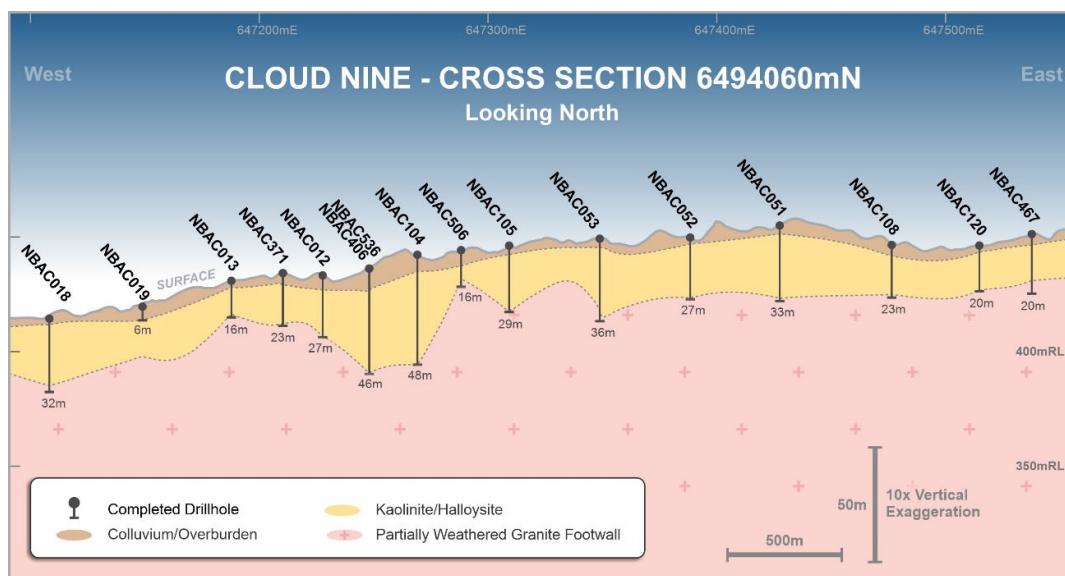 647200mE
647300mE
647400mE
647500mE
West
East
CLOUD NINE - CROSS SECTION 6494060mN
Looking North
NBAC018
NBAC019
SURFACE
NBAC013
NBAC371
NBAC012
NBAC406
NBAC536
NBAC104
NBAC506
NBAC105
NBAC053
NBAC052
NBAC051
NBAC108
NBAC120
NBAC467
32m
6m
16m
23m
27m
46m
48m
16m
29m
36m
27m
33m
23m
20m
20m
400mRL
350mRL
Completed Drillhole
Colluvium/Overburden
Kaolinite/Halloysite
Partially Weathered Granite Footwall
500m
50m
10x Vertical
Exaggeration